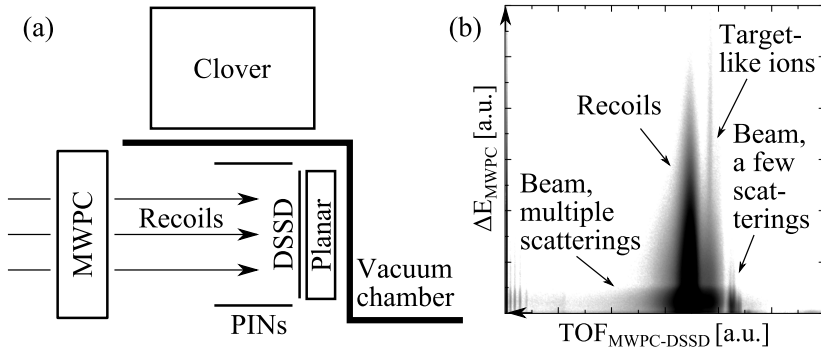 (a)
Clover
MWPC
Recoils
DSSD
Planar
PINs
Vacuum
chamber
(b)
Target-
like ions
Recoils
Beam,
a few
scat-
terings
Beam,
multiple
scatterings
ΔE_MWPC [a.u.]
TOF_MWPC-DSSD [a.u.]